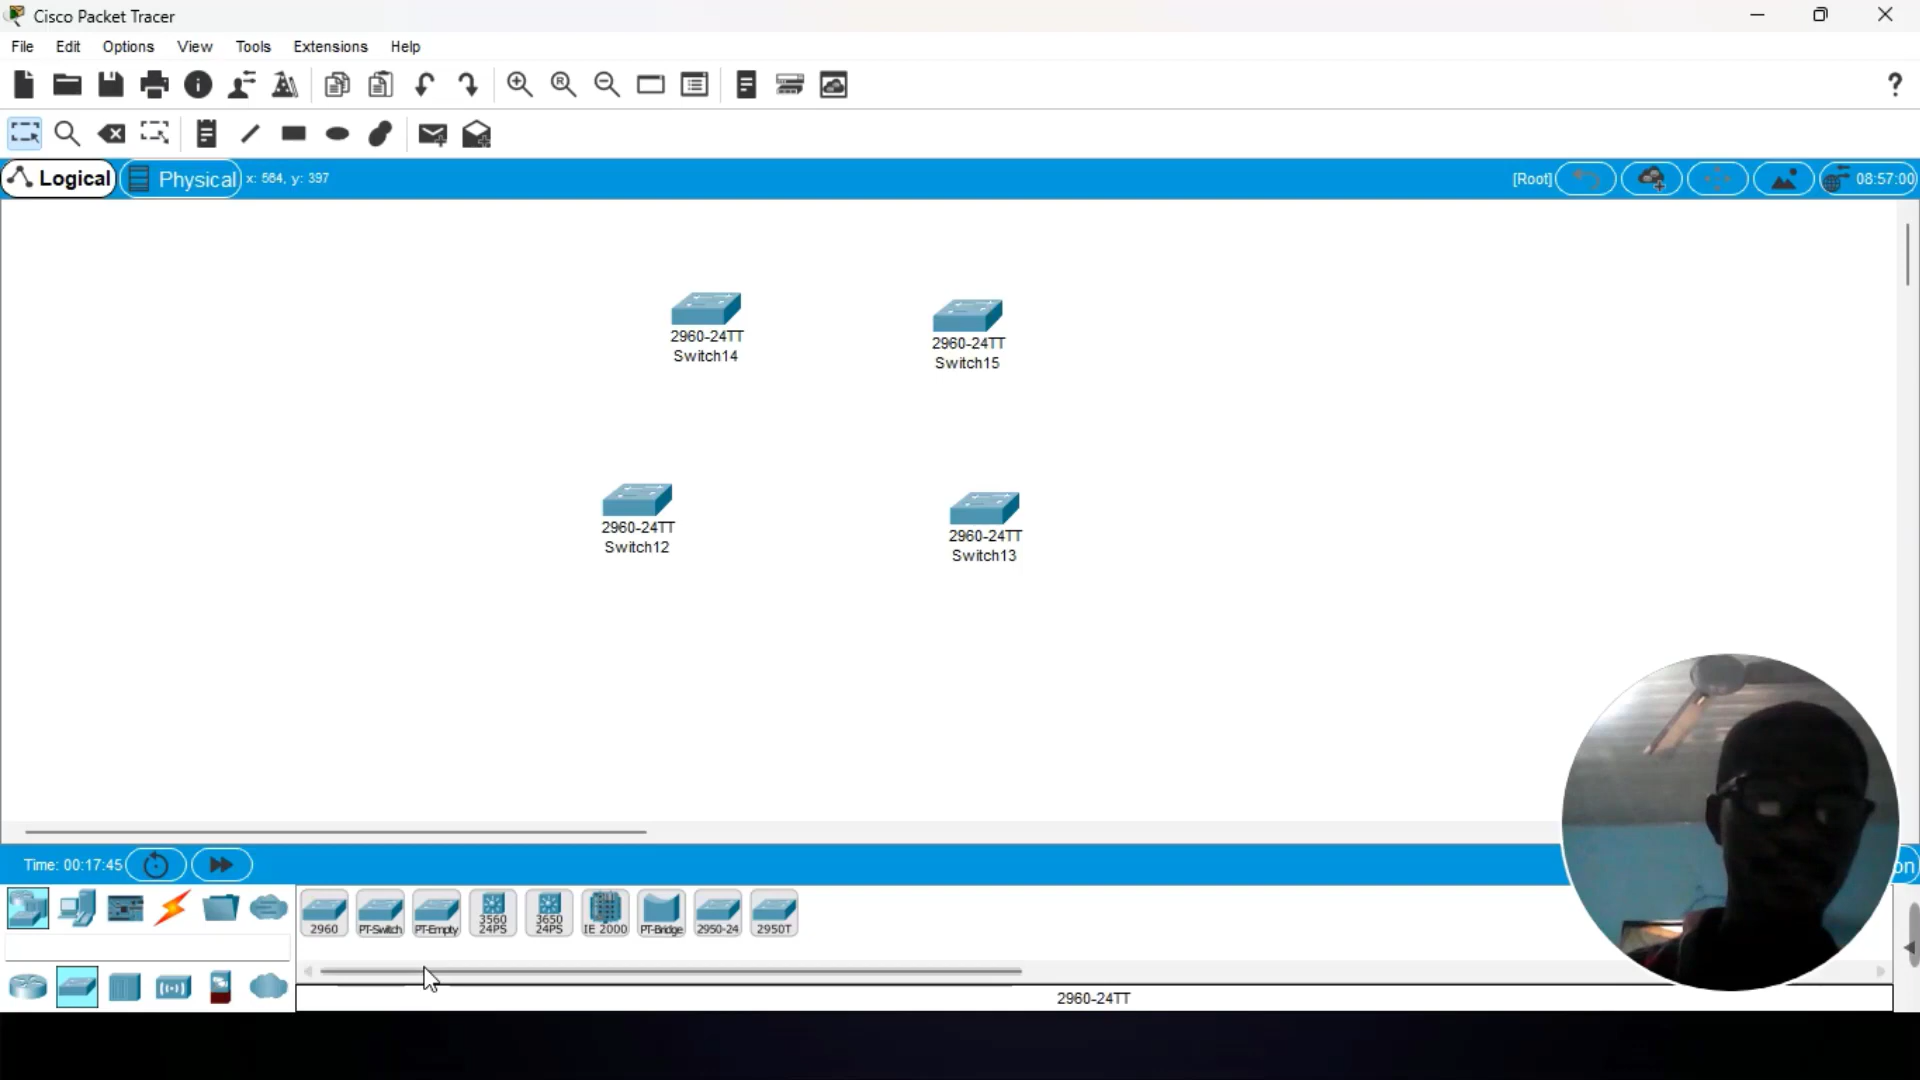 Cisco Packet Tracer
File Edit Options View Tools Extensions Help
?
Logical Physical x: 564, y: 397 [Root] 08:57:00
2960-24TT
Switch14
2960-24TT
Switch15
2960-24TT
Switch12
2960-24TT
Switch13
Time: 00:17:45
on
2960 PT-Switch PT-Empty 3560 24PS 3650 24PS IE 2000 PT-Bridge 2950-24 2950T
2960-24TT